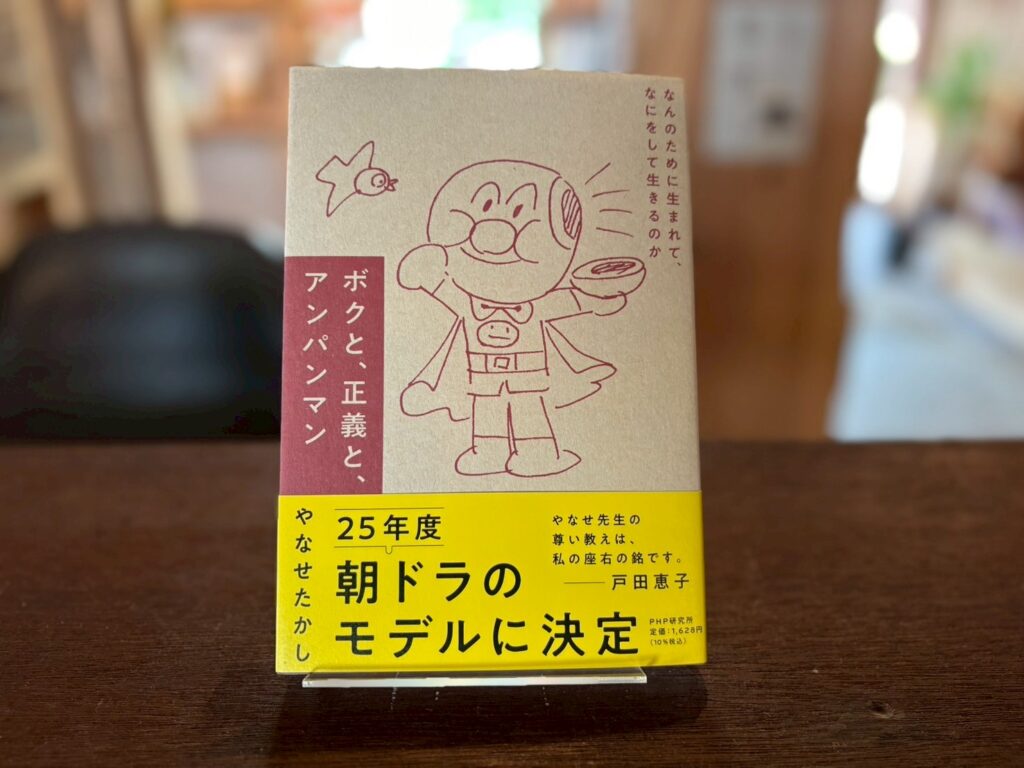 なんのために生まれて、
なにをして生きるのか
ボクと、正義と、
アンパンマン
やなせたかし
25年度
朝ドラの
モデルに決定
やなせ先生の
尊い教えは、
私の座右の銘です。
――戸田恵子
PHP研究所
定価:1,628円
(10%税込)